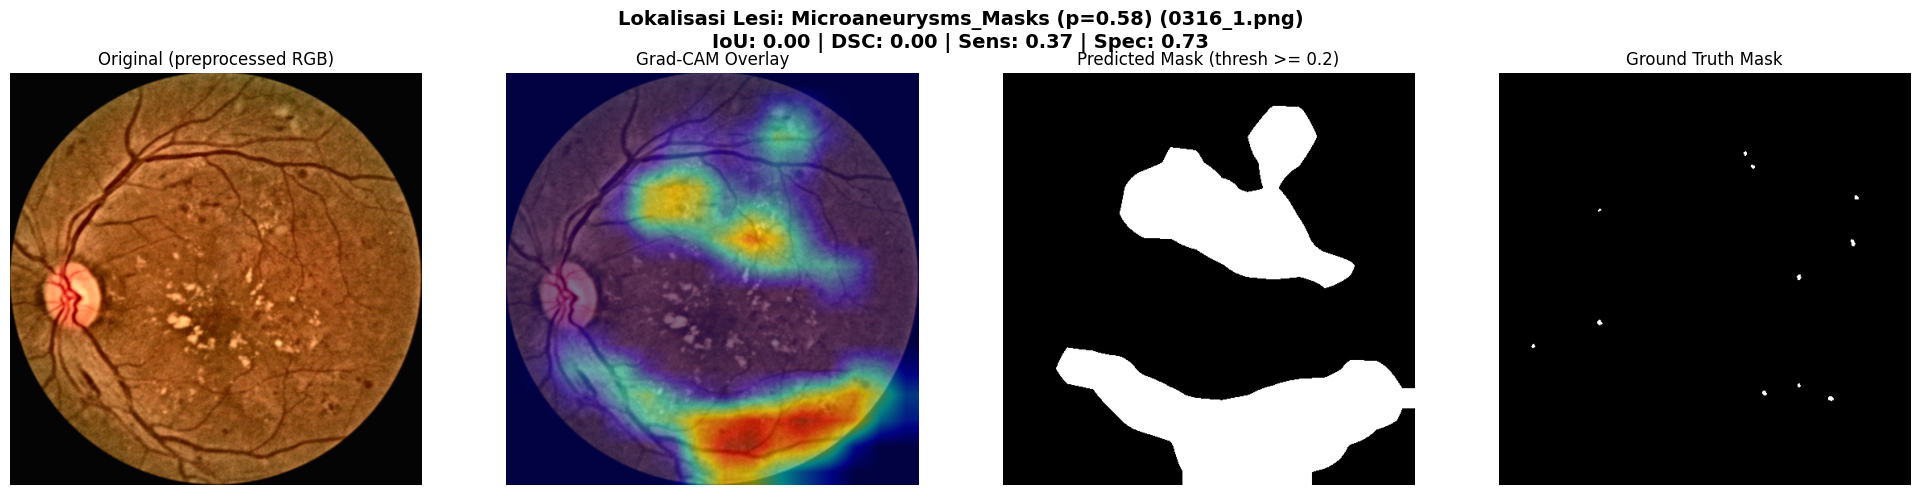 Lokalisasi Lesi: Microaneurysms_Masks (p=0.58) (0316_1.png)
IoU: 0.00 | DSC: 0.00 | Sens: 0.37 | Spec: 0.73
Original (preprocessed RGB)
Grad-CAM Overlay
Predicted Mask (thresh >= 0.2)
Ground Truth Mask